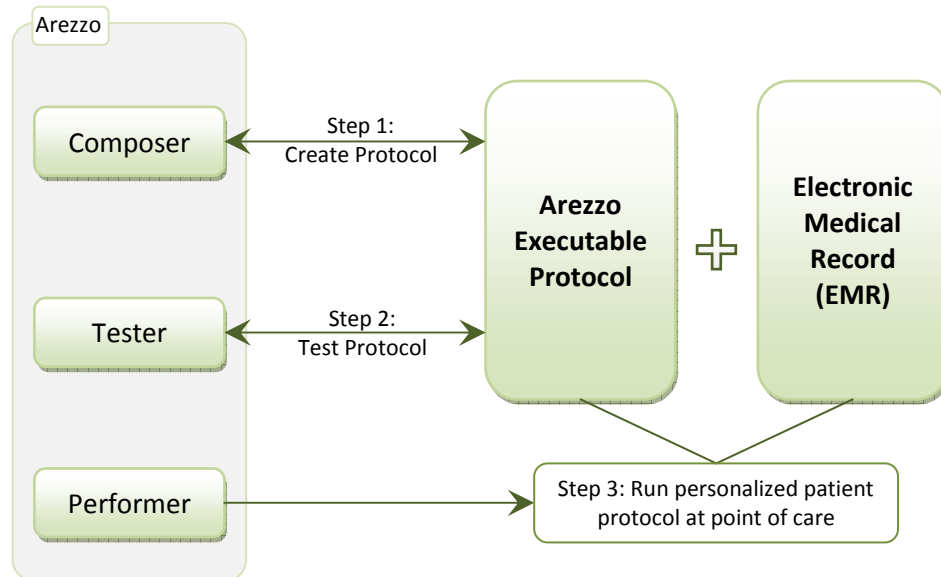 Arezzo
Composer
Step 1:
Create Protocol
Tester
Step 2:
Test Protocol
Arezzo
Executable
Protocol
Electronic
Medical
Record
(EMR)
Performer
Step 3: Run personalized patient
protocol at point of care